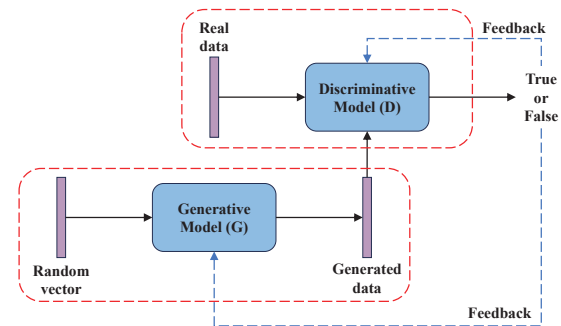 Real
data
Feedback
Discriminative
Model (D)
True
or
False
Generative
Model (G)
Random
vector
Generated
data
Feedback